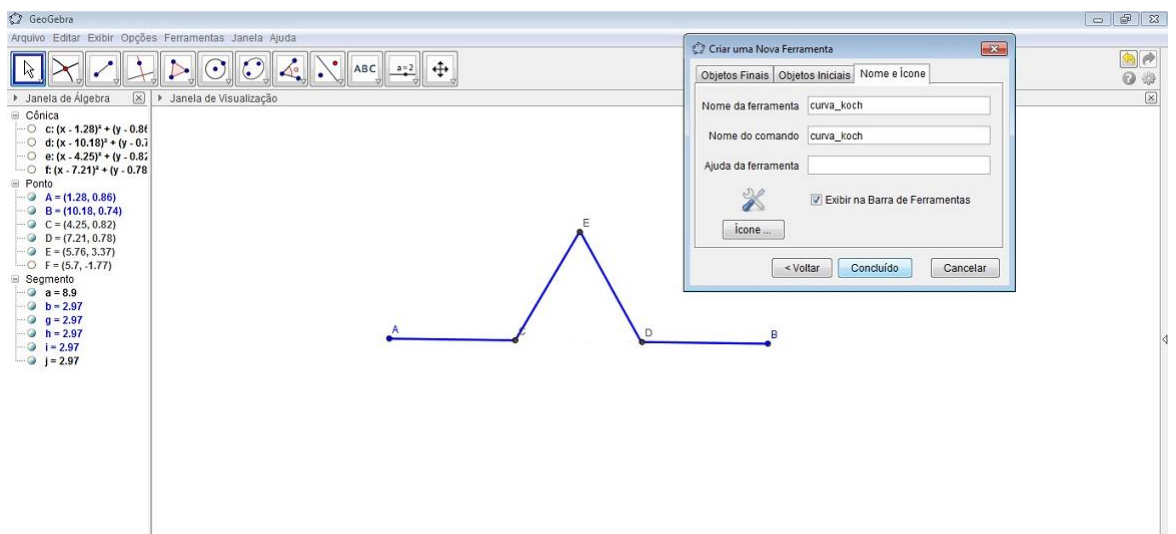 GeoGebra
Arquivo Editar Exibir Opções Ferramentas Janela Ajuda
ABC
a=2
Janela de Álgebra
Janela de Visualização
Cônica
c: (x - 1.28)² + (y - 0.86
d: (x - 10.18)² + (y - 0.7
e: (x - 4.25)² + (y - 0.82
f: (x - 7.21)² + (y - 0.78
Ponto
A = (1.28, 0.86)
B = (10.18, 0.74)
C = (4.25, 0.82)
D = (7.21, 0.78)
E = (5.76, 3.37)
F = (5.7, -1.77)
Segmento
a = 8.9
b = 2.97
g = 2.97
h = 2.97
i = 2.97
j = 2.97
A
C
E
D
B
Criar uma Nova Ferramenta
Objetos Finais Objetos Iniciais Nome e Ícone
Nome da ferramenta curva_koch
Nome do comando curva_koch
Ajuda da ferramenta
Exibir na Barra de Ferramentas
Ícone ...
< Voltar Concluído Cancelar